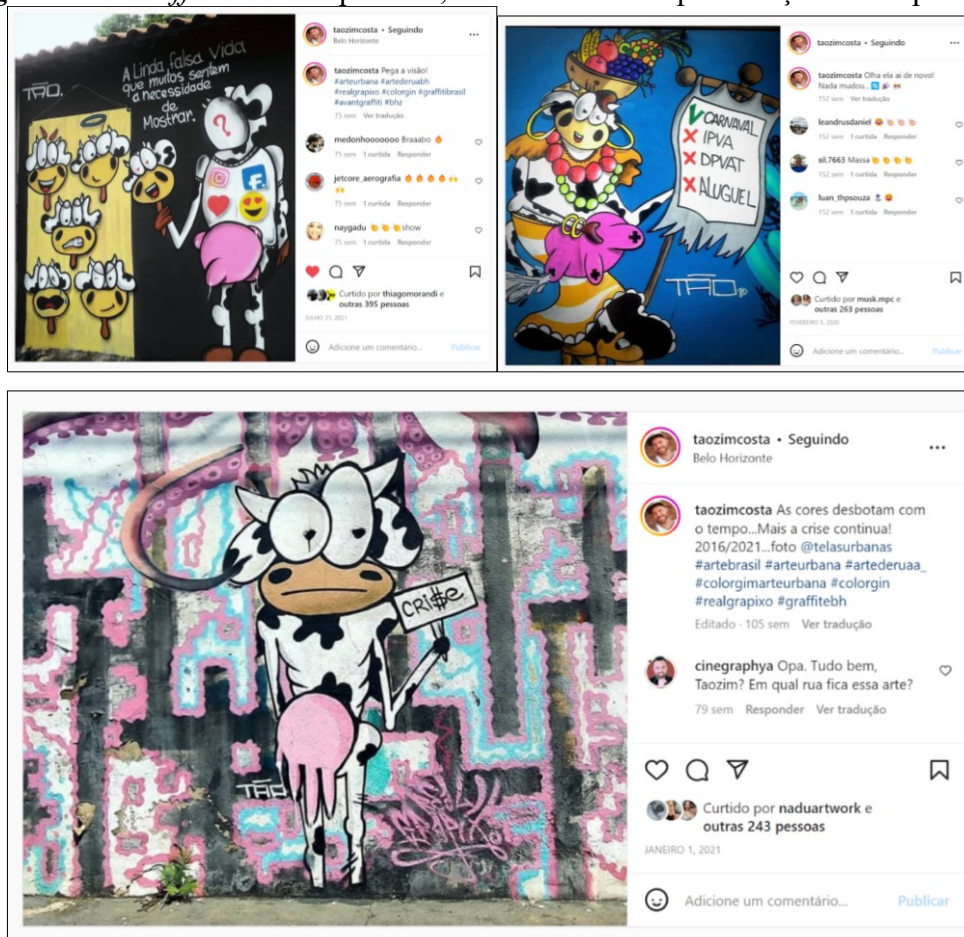 A Linda, falsa Vida
que muitos sentem
a necessidade
de
Mostrar.
TÃO.
taozimcosta • Seguindo
Belo Horizonte
taozimcosta Pega a visão!
#arteurbana #artederuabh
#realgrapixo #colorgin #graffitibrasil
#avantgraffiti #bhz
75 sem Ver tradução
medonhooooooo Braaabo
75 sem 1 curtida Responder
jetcore_aerografia
75 sem 1 curtida Responder
naygadu show
75 sem 1 curtida Responder
Curtido por thiagomorandi e
outras 395 pessoas
JULHO 31, 2021
Adicione um comentário... Publicar
V CARNAVAL
X IPVA
X DPVAT
X ALUGUEL
TÃO
taozimcosta • Seguindo
taozimcosta Olha ela ai de novo!
Nada mudou...
152 sem Ver tradução
leandrusdaniel
152 sem 1 curtida Responder
sil.7663 Massa
152 sem 1 curtida Responder
luan_thpsouza
152 sem 1 curtida Responder
Curtido por musk.mpc e
outras 263 pessoas
FEVEREIRO 5, 2020
Adicione um comentário... Publicar
CRI$E
TÃO
taozimcosta • Seguindo
Belo Horizonte
taozimcosta As cores desbotam com
o tempo...Mais a crise continua!
2016/2021...foto @telasurbanas
#artebrasil #arteurbana #artederuaa_
#colorgimarteurbana #colorgin
#realgrapixo #graffitebh
Editado · 105 sem Ver tradução
cinegraphya Opa. Tudo bem,
Taozim? Em qual rua fica essa arte?
79 sem Responder Ver tradução
Curtido por naduartwork e
outras 243 pessoas
JANEIRO 1, 2021
Adicione um comentário... Publicar